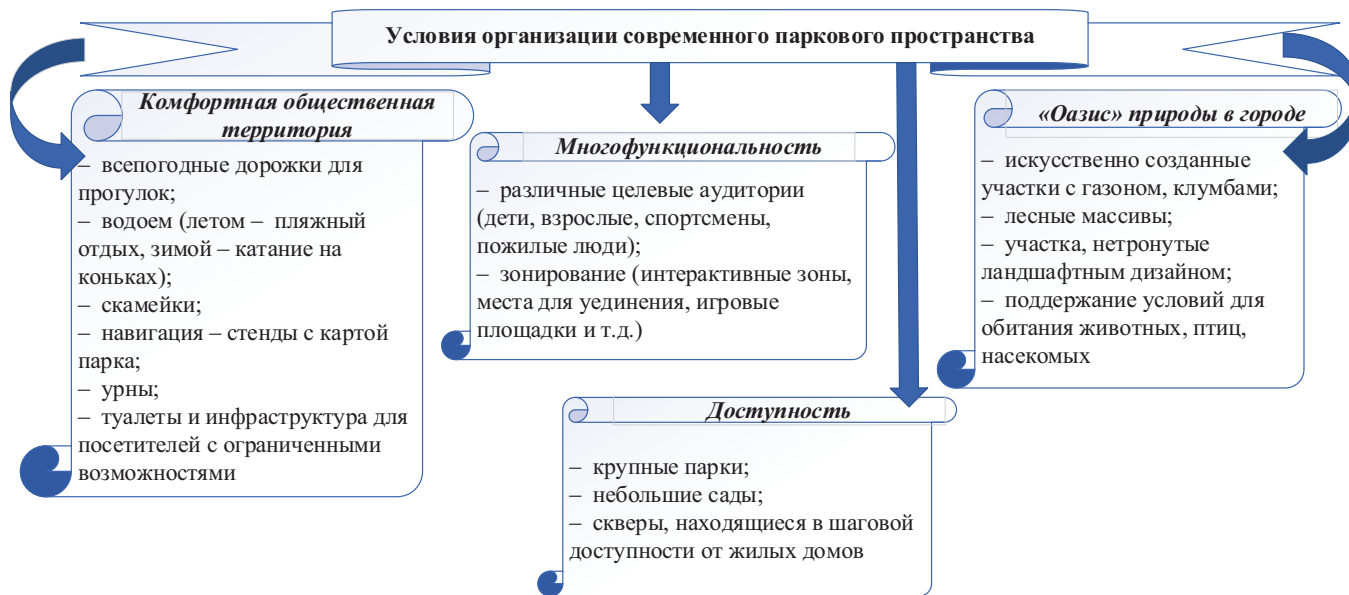 Условия организации современного паркового пространства
Комфортная общественная
территория
– всепогодные дорожки для
прогулок;
– водоем (летом – пляжный
отдых, зимой – катание на
коньках);
– скамейки;
– навигация – стенды с картой
парка;
– урны;
– туалеты и инфраструктура для
посетителей с ограниченными
возможностями
Многофункциональность
– различные целевые аудитории
(дети, взрослые, спортсмены,
пожилые люди);
– зонирование (интерактивные зоны,
места для уединения, игровые
площадки и т.д.)
Доступность
– крупные парки;
– небольшие сады;
– скверы, находящиеся в шаговой
доступности от жилых домов
«Оазис» природы в городе
– искусственно созданные
участки с газоном, клумбами;
– лесные массивы;
– участка, нетронутые
ландшафтным дизайном;
– поддержание условий для
обитания животных, птиц,
насекомых